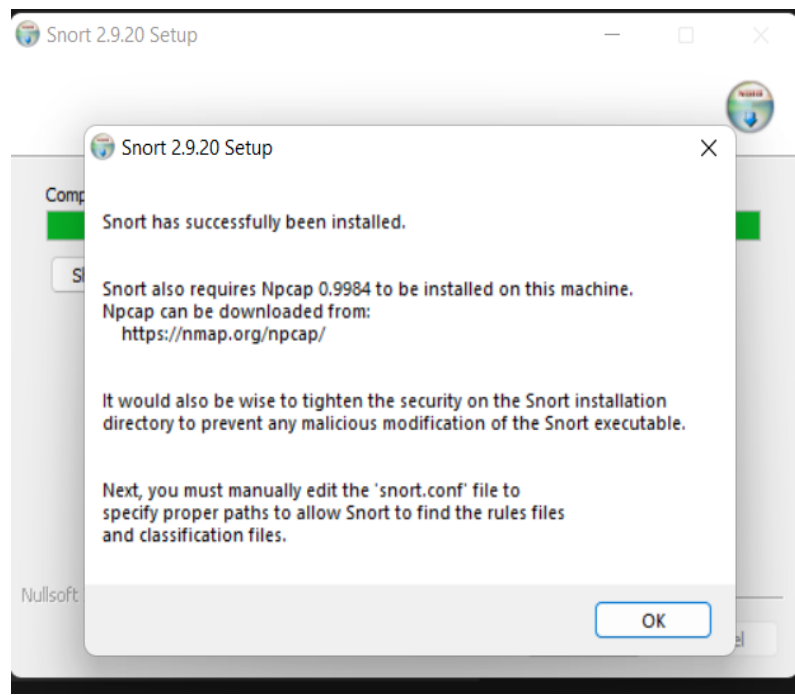 Snort 2.9.20 Setup
Snort 2.9.20 Setup
Snort has successfully been installed.
Snort also requires Npcap 0.9984 to be installed on this machine.
Npcap can be downloaded from:
https://nmap.org/npcap/
It would also be wise to tighten the security on the Snort installation
directory to prevent any malicious modification of the Snort executable.
Next, you must manually edit the 'snort.conf' file to
specify proper paths to allow Snort to find the rules files
and classification files.
Nullsoft
OK